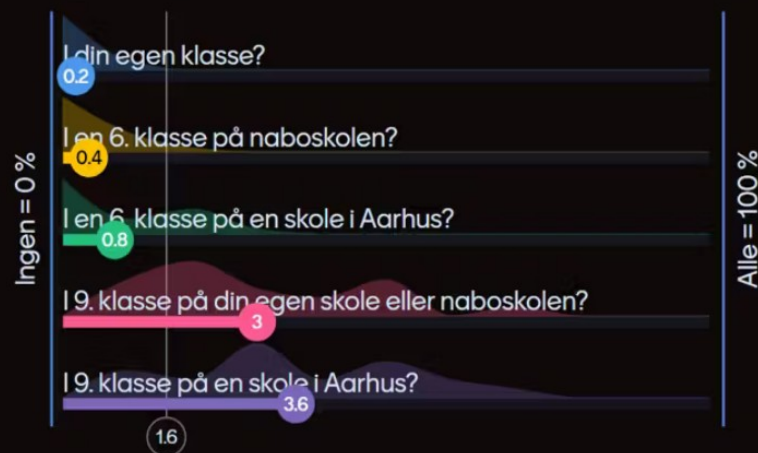 I din egen klasse?
0.2
I en 6. klasse på naboskolen?
0.4
I en 6. klasse på en skole i Aarhus?
0.8
I 9. klasse på din egen skole eller naboskolen?
3
I 9. klasse på en skole i Aarhus?
3.6
1.6
Ingen = 0 %
Alle = 100 %